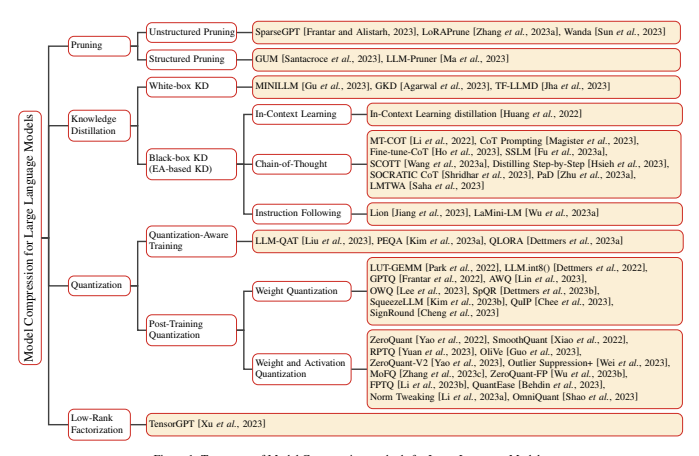 Model Compression for Large Language Models
Pruning
Unstructured Pruning
SparseGPT [Frantar and Alistarh, 2023], LoRAPrune [Zhang et al., 2023a], Wanda [Sun et al., 2023]
Structured Pruning
GUM [Santacroce et al., 2023], LLM-Pruner [Ma et al., 2023]
Knowledge
Distillation
White-box KD
MINILLM [Gu et al., 2023], GKD [Agarwal et al., 2023], TF-LLMD [Jha et al., 2023]
Black-box KD
(EA-based KD)
In-Context Learning
In-Context Learning distillation [Huang et al., 2022]
Chain-of-Thought
MT-COT [Li et al., 2022], CoT Prompting [Magister et al., 2023],
Fine-tune-CoT [Ho et al., 2023], SSLM [Fu et al., 2023a],
SCOTT [Wang et al., 2023a], Distilling Step-by-Step [Hsieh et al., 2023],
SOCRATIC CoT [Shridhar et al., 2023], PaD [Zhu et al., 2023a],
LMTWA [Saha et al., 2023]
Instruction Following
Lion [Jiang et al., 2023], LaMini-LM [Wu et al., 2023a]
Quantization
Quantization-Aware
Training
LLM-QAT [Liu et al., 2023], PEQA [Kim et al., 2023a], QLORA [Dettmers et al., 2023a]
Post-Training
Quantization
Weight Quantization
LUT-GEMM [Park et al., 2022], LLM.int8() [Dettmers et al., 2022],
GPTQ [Frantar et al., 2022], AWQ [Lin et al., 2023],
OWQ [Lee et al., 2023], SpQR [Dettmers et al., 2023b],
SqueezeLLM [Kim et al., 2023b], QuIP [Chee et al., 2023],
SignRound [Cheng et al., 2023]
Weight and Activation
Quantization
ZeroQuant [Yao et al., 2022], SmoothQuant [Xiao et al., 2022],
RPTQ [Yuan et al., 2023], OliVe [Guo et al., 2023],
ZeroQuant-V2 [Yao et al., 2023], Outlier Suppression+ [Wei et al., 2023],
MoFQ [Zhang et al., 2023c], ZeroQuant-FP [Wu et al., 2023b],
FPTQ [Li et al., 2023b], QuantEase [Behdin et al., 2023],
Norm Tweaking [Li et al., 2023a], OmniQuant [Shao et al., 2023]
Low-Rank
Factorization
TensorGPT [Xu et al., 2023]